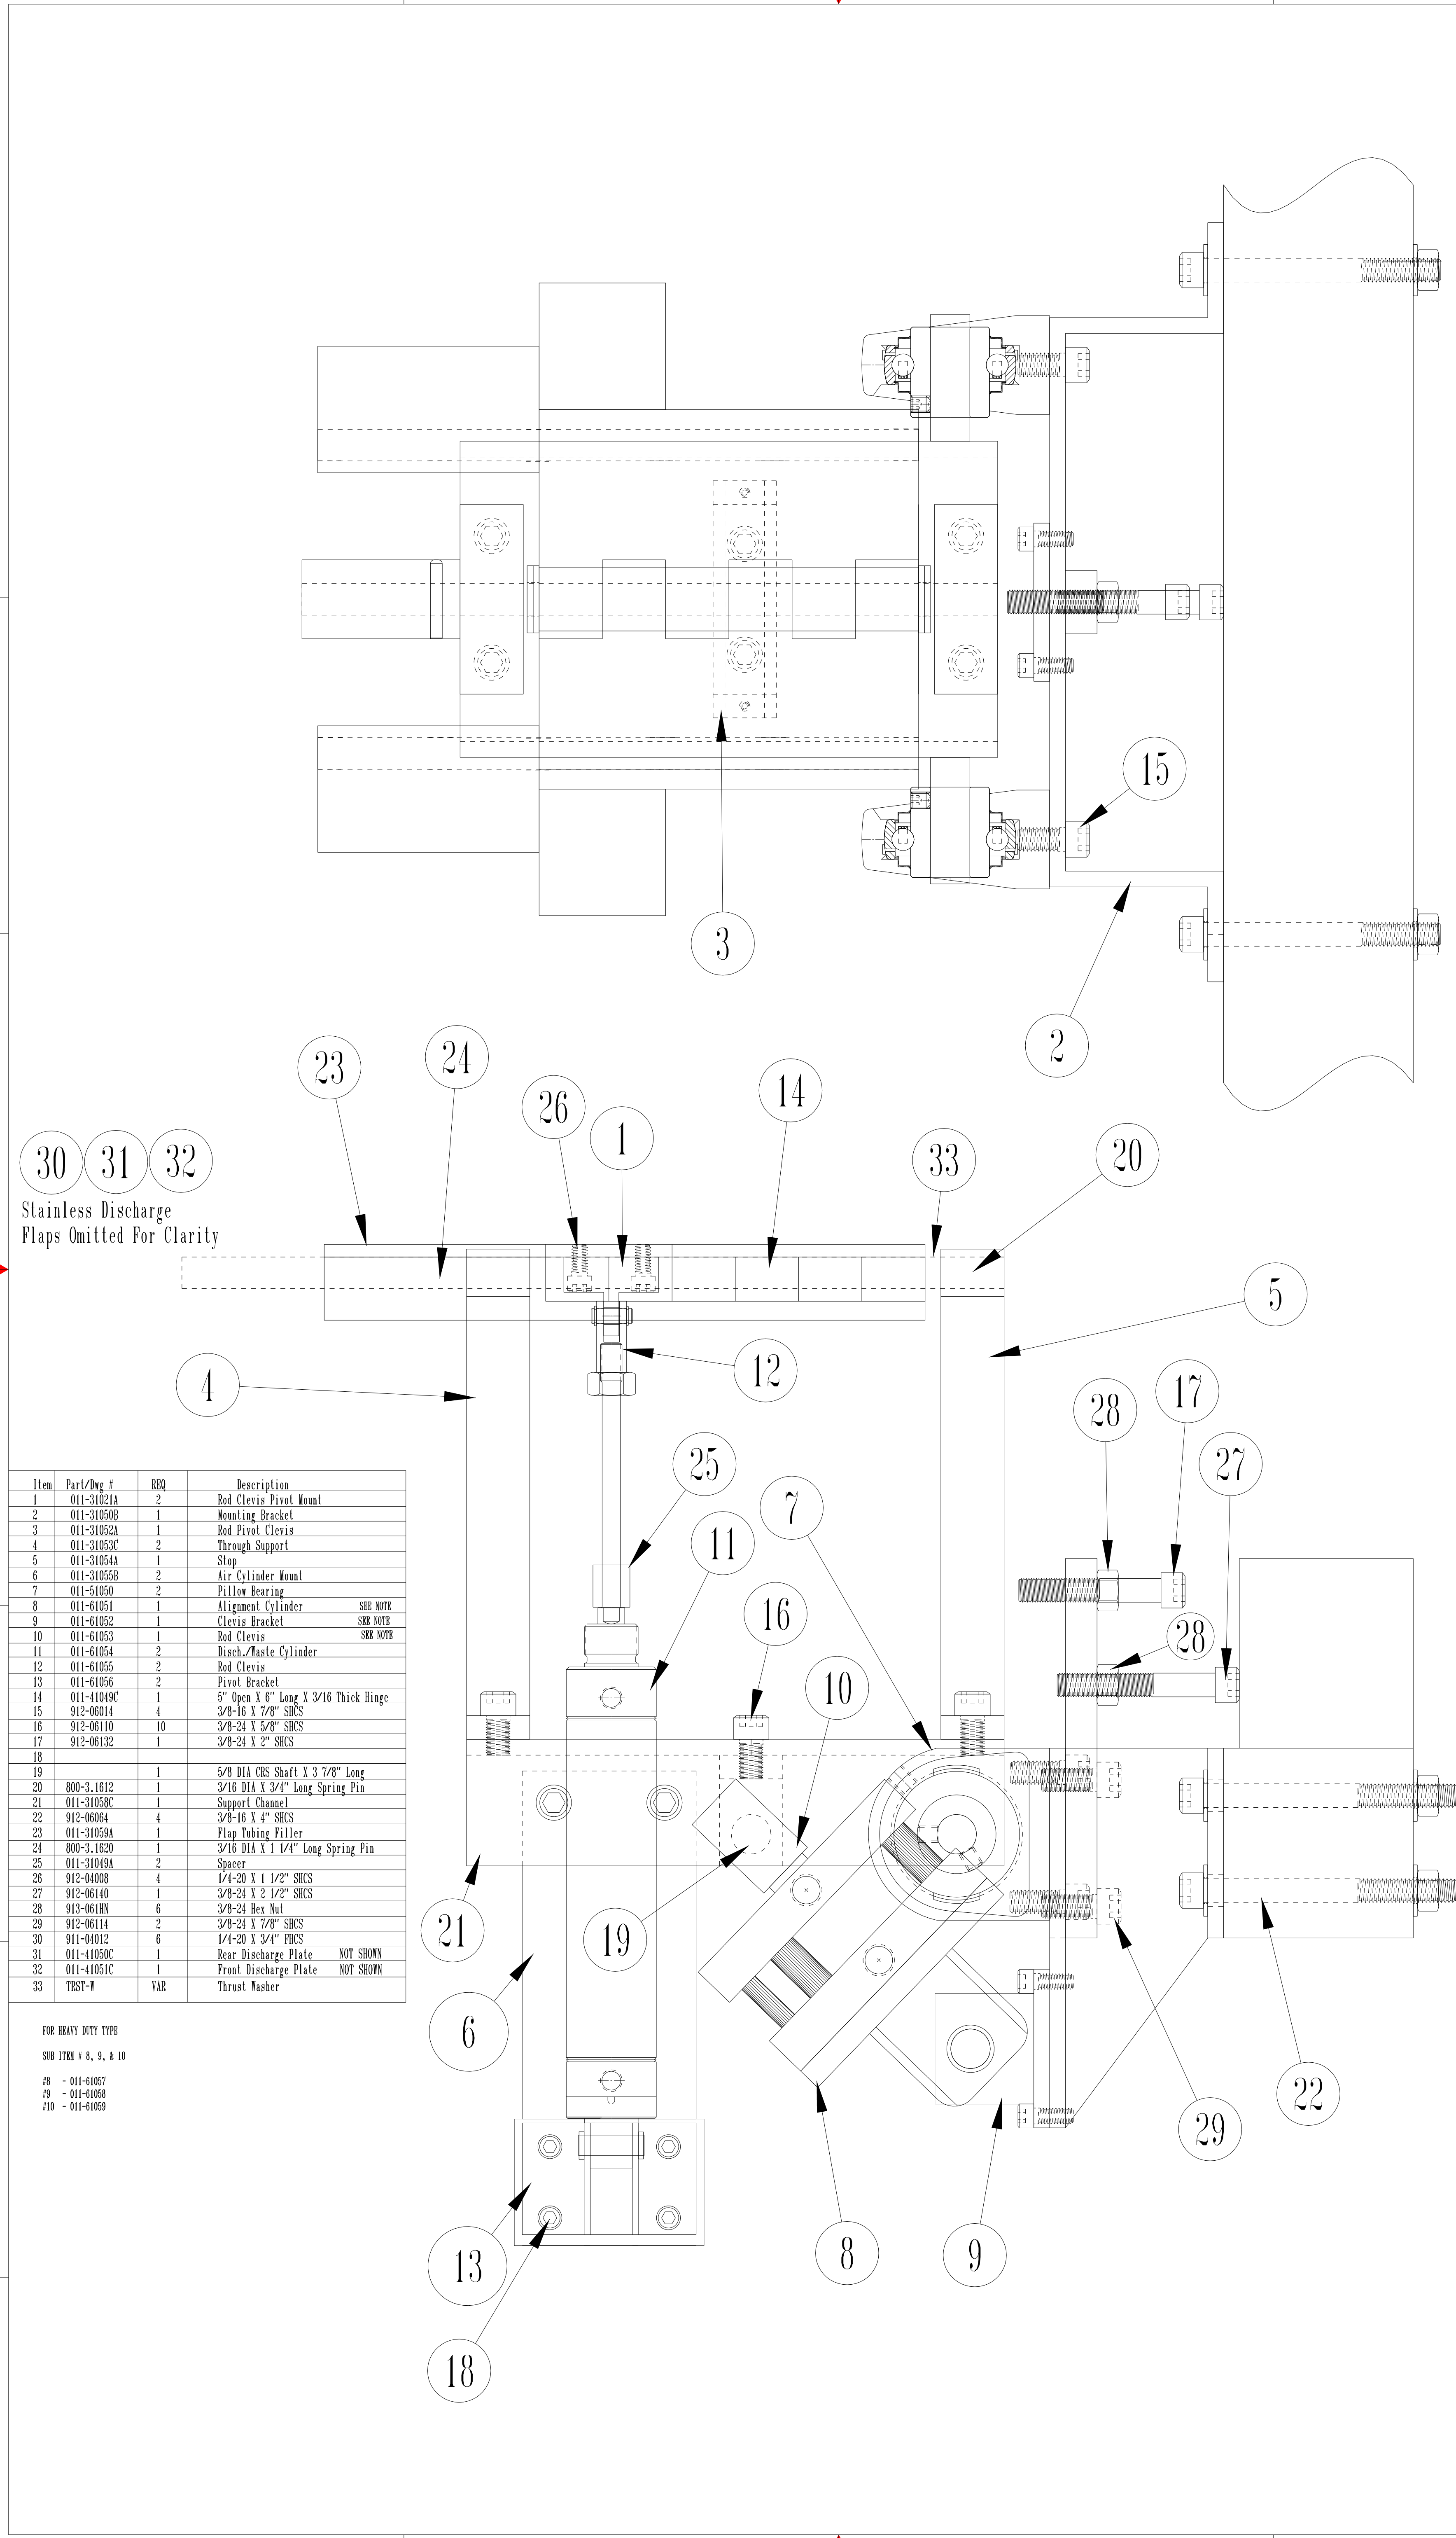 15
3
2
23
24
26
1
14
33
20
30
31
32
Stainless Discharge
Flaps Omitted For Clarity
5
4
12
28
17
27
25
7
11
16
28
10
19
21
6
8
9
29
22
13
18
Item Part/Dwg # REQ Description
1 011-31021A 2 Rod Clevis Pivot Mount
2 011-31050B 1 Mounting Bracket
3 011-31052A 1 Rod Pivot Clevis
4 011-31053C 2 Through Support
5 011-31054A 1 Stop
6 011-31055B 2 Air Cylinder Mount
7 011-51050 2 Pillow Bearing
8 011-61051 1 Alignment Cylinder SEE NOTE
9 011-61052 1 Clevis Bracket SEE NOTE
10 011-61053 1 Rod Clevis SEE NOTE
11 011-61054 2 Disch./Waste Cylinder
12 011-61055 2 Rod Clevis
13 011-61056 2 Pivot Bracket
14 011-41049C 1 5" Open X 6" Long X 3/16 Thick Hinge
15 912-06014 4 3/8-16 X 7/8" SHCS
16 912-06110 10 3/8-24 X 5/8" SHCS
17 912-06132 1 3/8-24 X 2" SHCS
18
19 1 5/8 DIA CRS Shaft X 3 7/8" Long
20 800-3.1612 1 3/16 DIA X 3/4" Long Spring Pin
21 011-31058C 1 Support Channel
22 912-06064 4 3/8-16 X 4" SHCS
23 011-31059A 1 Flap Tubing Filler
24 800-3.1620 1 3/16 DIA X 1 1/4" Long Spring Pin
25 011-31049A 2 Spacer
26 912-04008 4 1/4-20 X 1 1/2" SHCS
27 912-06140 1 3/8-24 X 2 1/2" SHCS
28 913-061HN 6 3/8-24 Hex Nut
29 912-06114 2 3/8-24 X 7/8" SHCS
30 911-04012 6 1/4-20 X 3/4" FHCS
31 011-41050C 1 Rear Discharge Plate NOT SHOWN
32 011-41051C 1 Front Discharge Plate NOT SHOWN
33 TRST-W VAR Thrust Washer
FOR HEAVY DUTY TYPE
SUB ITEM # 8, 9, & 10
#8 - 011-61057
#9 - 011-61058
#10 - 011-61059